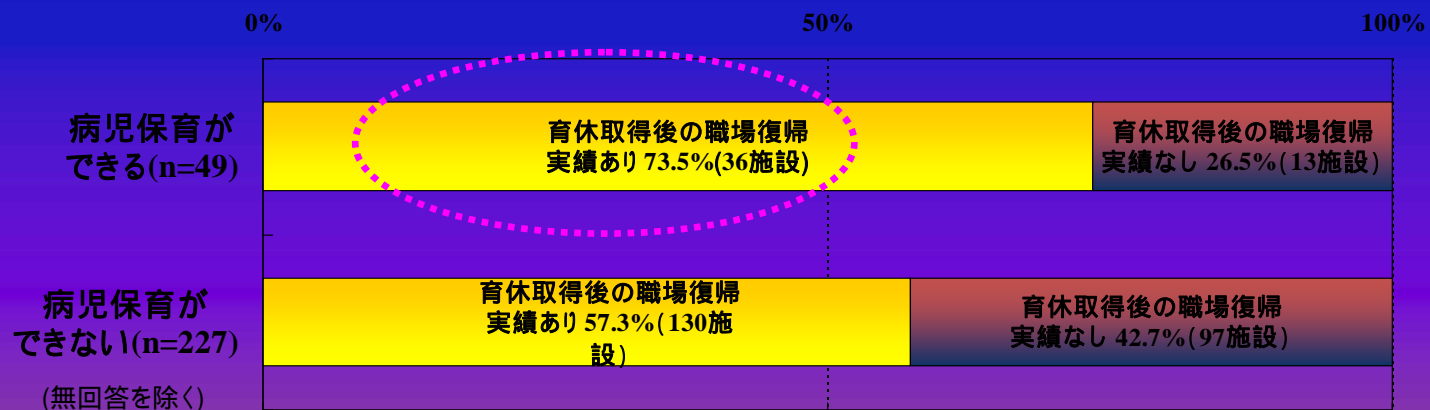 0%
50%
100%
病児保育が
できる(n=49)
育休取得後の職場復帰
実績あり 73.5%(36施設)
育休取得後の職場復帰
実績なし 26.5%(13施設)
病児保育が
できない(n=227)
育休取得後の職場復帰
実績あり 57.3%(130施
設)
育休取得後の職場復帰
実績なし 42.7%(97施設)
(無回答を除く)